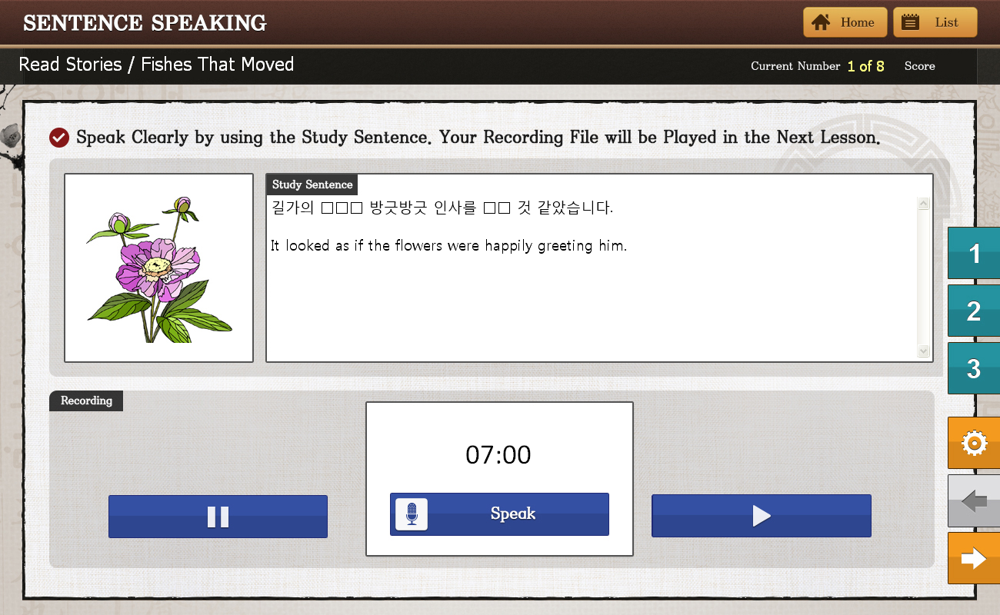 SENTENCE SPEAKING
Home
List
Read Stories / Fishes That Moved
Current Number 1 of 8 Score
Speak Clearly by using the Study Sentence. Your Recording File will be Played in the Next Lesson.
Study Sentence
길가의 □□□ 방긋방긋 인사를 □□ 것 같았습니다.
It looked as if the flowers were happily greeting him.
1
2
3
Recording
07:00
Speak